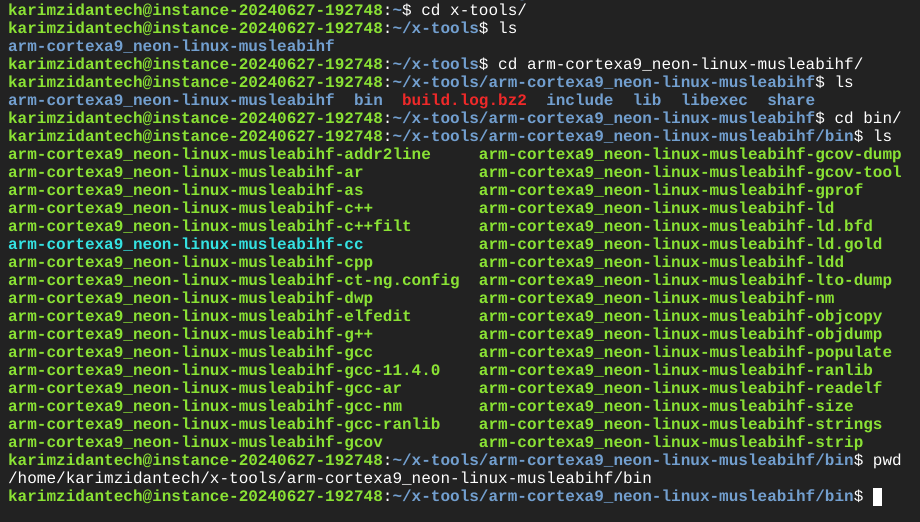 karimzidantech@instance-20240627-192748:~$ cd x-tools/
karimzidantech@instance-20240627-192748:~/x-tools$ ls
arm-cortexa9_neon-linux-musleabihf
karimzidantech@instance-20240627-192748:~/x-tools$ cd arm-cortexa9_neon-linux-musleabihf/
karimzidantech@instance-20240627-192748:~/x-tools/arm-cortexa9_neon-linux-musleabihf$ ls
arm-cortexa9_neon-linux-musleabihf  bin  build.log.bz2  include  lib  libexec  share
karimzidantech@instance-20240627-192748:~/x-tools/arm-cortexa9_neon-linux-musleabihf$ cd bin/
karimzidantech@instance-20240627-192748:~/x-tools/arm-cortexa9_neon-linux-musleabihf/bin$ ls
arm-cortexa9_neon-linux-musleabihf-addr2line     arm-cortexa9_neon-linux-musleabihf-gcov-dump
arm-cortexa9_neon-linux-musleabihf-ar            arm-cortexa9_neon-linux-musleabihf-gcov-tool
arm-cortexa9_neon-linux-musleabihf-as            arm-cortexa9_neon-linux-musleabihf-gprof
arm-cortexa9_neon-linux-musleabihf-c++           arm-cortexa9_neon-linux-musleabihf-ld
arm-cortexa9_neon-linux-musleabihf-c++filt       arm-cortexa9_neon-linux-musleabihf-ld.bfd
arm-cortexa9_neon-linux-musleabihf-cc            arm-cortexa9_neon-linux-musleabihf-ld.gold
arm-cortexa9_neon-linux-musleabihf-cpp           arm-cortexa9_neon-linux-musleabihf-ldd
arm-cortexa9_neon-linux-musleabihf-ct-ng.config  arm-cortexa9_neon-linux-musleabihf-lto-dump
arm-cortexa9_neon-linux-musleabihf-dwp           arm-cortexa9_neon-linux-musleabihf-nm
arm-cortexa9_neon-linux-musleabihf-elfedit       arm-cortexa9_neon-linux-musleabihf-objcopy
arm-cortexa9_neon-linux-musleabihf-g++           arm-cortexa9_neon-linux-musleabihf-objdump
arm-cortexa9_neon-linux-musleabihf-gcc           arm-cortexa9_neon-linux-musleabihf-populate
arm-cortexa9_neon-linux-musleabihf-gcc-11.4.0    arm-cortexa9_neon-linux-musleabihf-ranlib
arm-cortexa9_neon-linux-musleabihf-gcc-ar        arm-cortexa9_neon-linux-musleabihf-readelf
arm-cortexa9_neon-linux-musleabihf-gcc-nm        arm-cortexa9_neon-linux-musleabihf-size
arm-cortexa9_neon-linux-musleabihf-gcc-ranlib    arm-cortexa9_neon-linux-musleabihf-strings
arm-cortexa9_neon-linux-musleabihf-gcov          arm-cortexa9_neon-linux-musleabihf-strip
karimzidantech@instance-20240627-192748:~/x-tools/arm-cortexa9_neon-linux-musleabihf/bin$ pwd
/home/karimzidantech/x-tools/arm-cortexa9_neon-linux-musleabihf/bin
karimzidantech@instance-20240627-192748:~/x-tools/arm-cortexa9_neon-linux-musleabihf/bin$